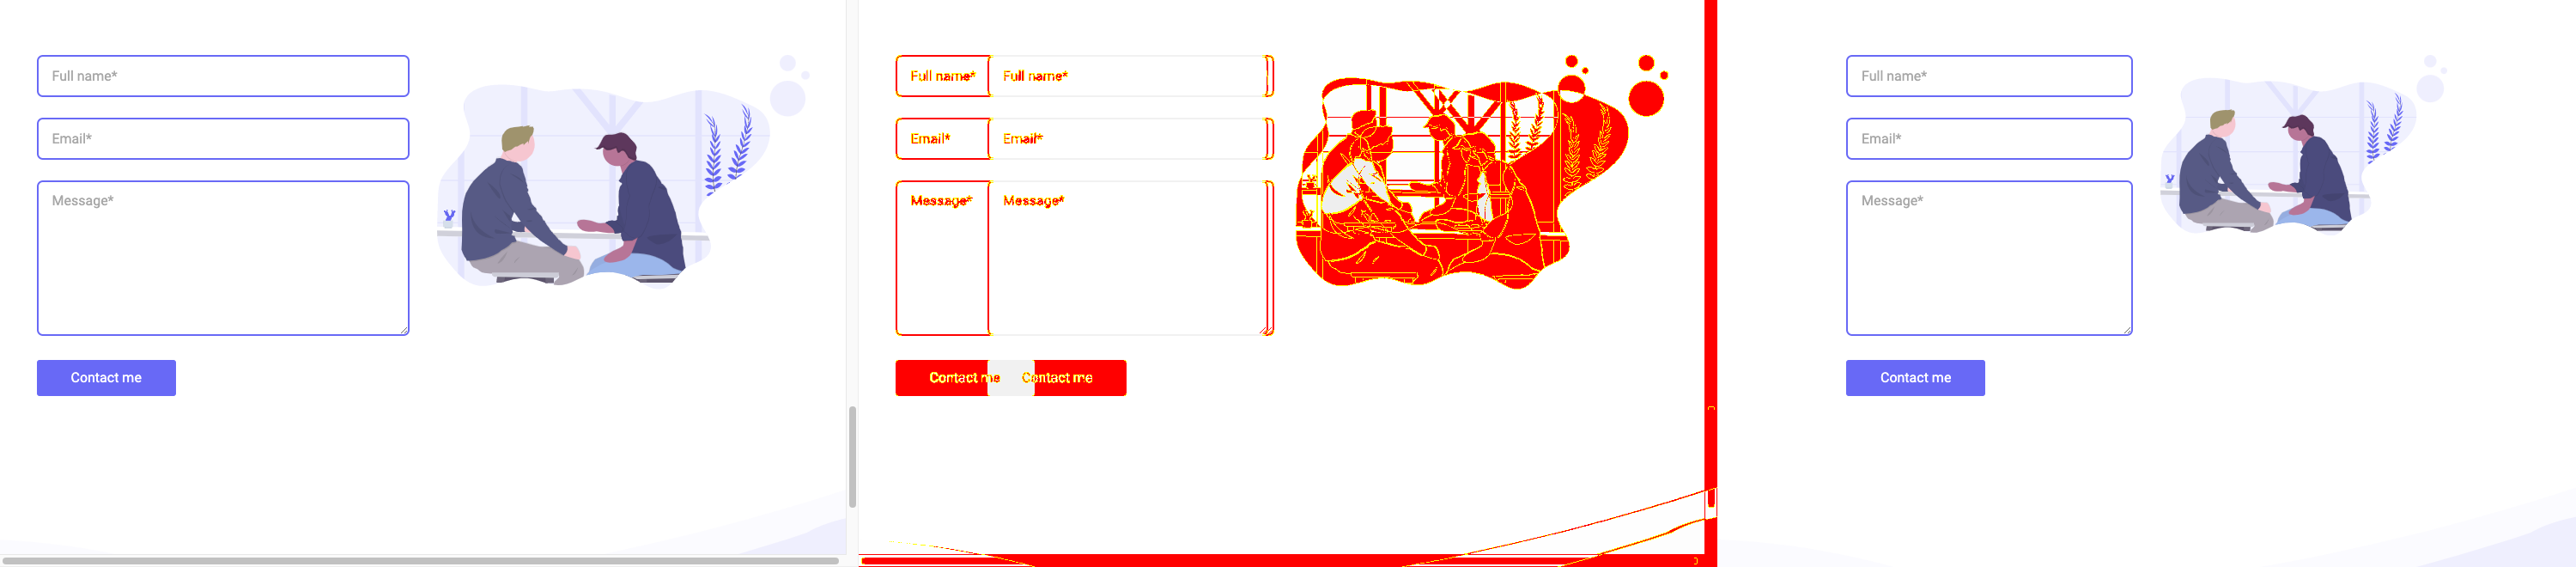 Full name*
Email*
Message*
Contact me
Full name* Full name*
Email* Email*
Message* Message*
Contact me Contact me
Full name*
Email*
Message*
Contact me